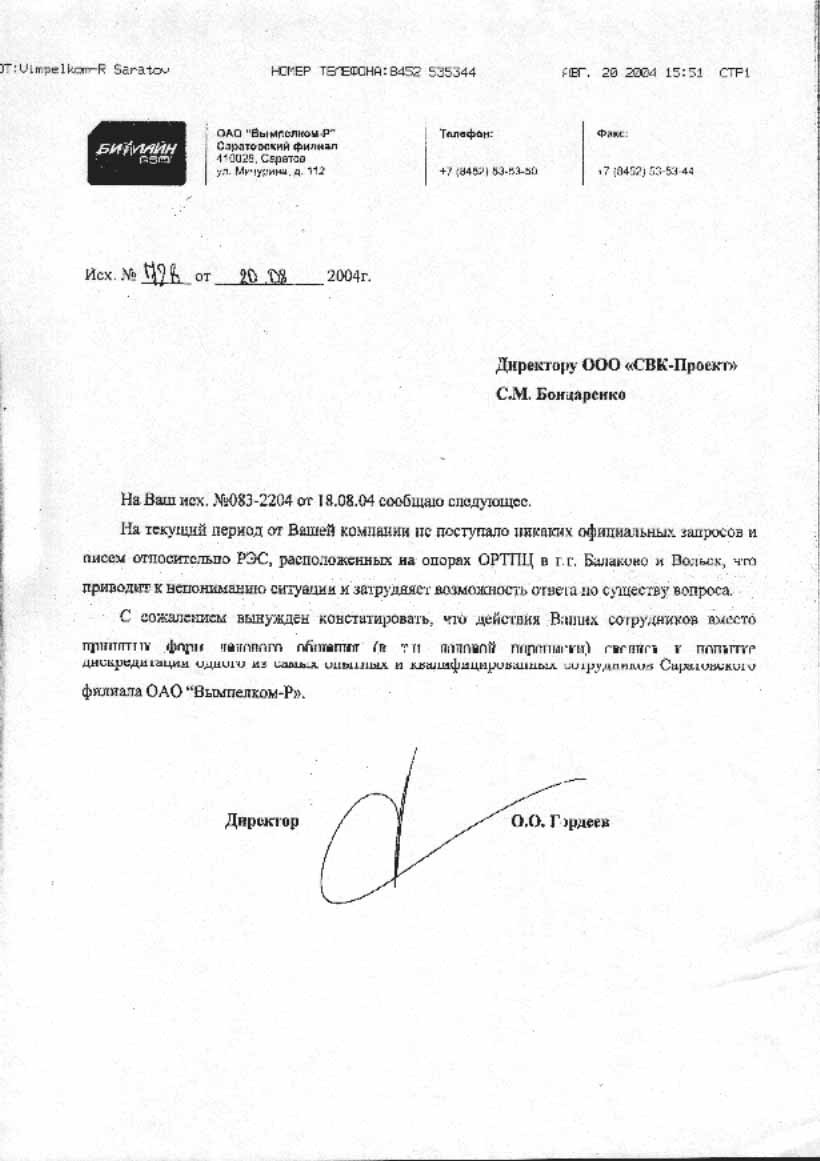 ОТ:Vimpelkom-R Saratov НОМЕР ТЕЛЕФОНА:8452 535344 АВГ. 20 2004 15:51 СТР1
БИЛАЙН
GSM
ОАО "Вымпелком-Р"
Саратовский филиал
410028, Саратов
ул. Мичурина, д. 112
Телефон:
+7 (8452) 53-53-50
Факс:
+7 (8452) 53-53-44
Исх. № от 20 08 2004г.
Директору ООО «СВК-Проект»
С.М. Бондаренко
На Ваш исх. №083-2204 от 18.08.04 сообщаю следующее.
На текущий период от Вашей компании не поступало никаких официальных запросов и
писем относительно РЭС, расположенных на опорах ОРТПЦ в г.г. Балаково и Вольск, что
приводит к непониманию ситуации и затрудняет возможность ответа по существу вопроса.
С сожалением вынужден констатировать, что действия Ваших сотрудников вместо
принятых форм делового общения (в т.ч. деловой переписки) свелись к попытке
дискредитации одного из самых опытных и квалифицированных сотрудников Саратовского
филиала ОАО “Вымпелком-Р».
Директор О.О. Гордеев